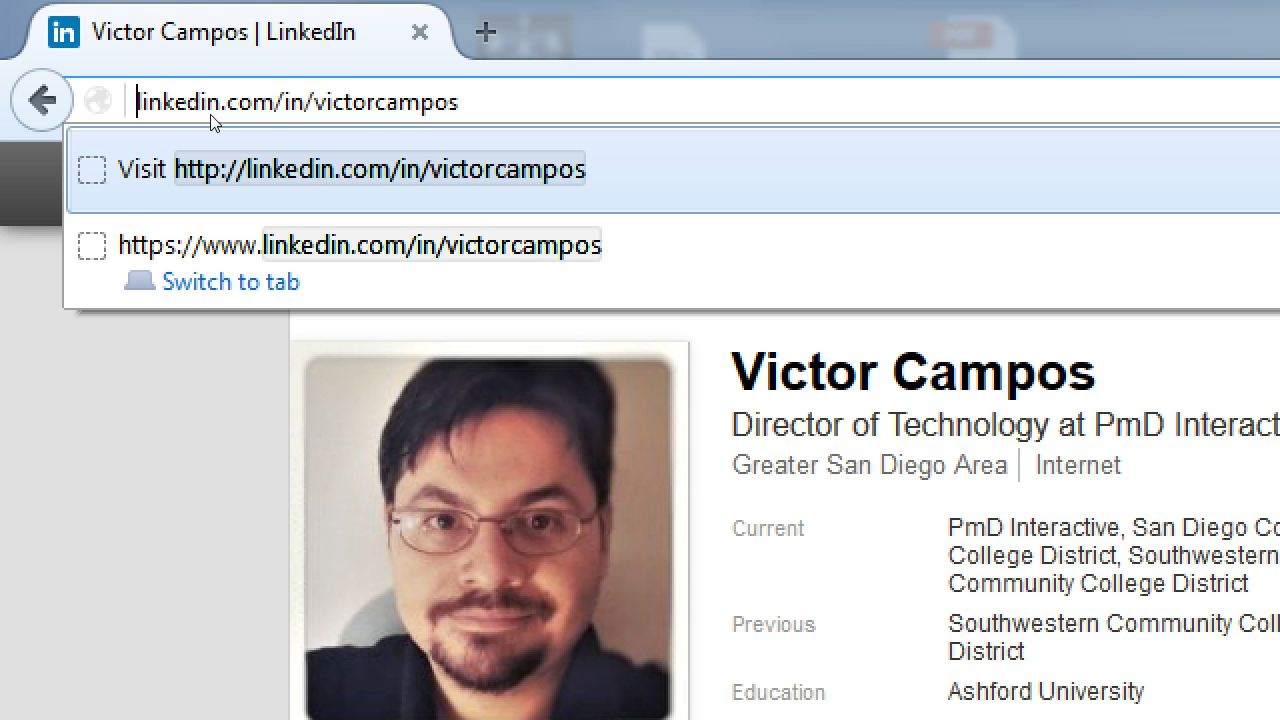 in Victor Campos | LinkedIn
linkedin.com/in/victorcampos
Visit http://linkedin.com/in/victorcampos
https://www.linkedin.com/in/victorcampos
Switch to tab
Victor Campos
Director of Technology at PmD Interact
Greater San Diego Area | Internet
Current PmD Interactive, San Diego Co
College District, Southwestern
Community College District
Previous Southwestern Community Coll
District
Education Ashford University